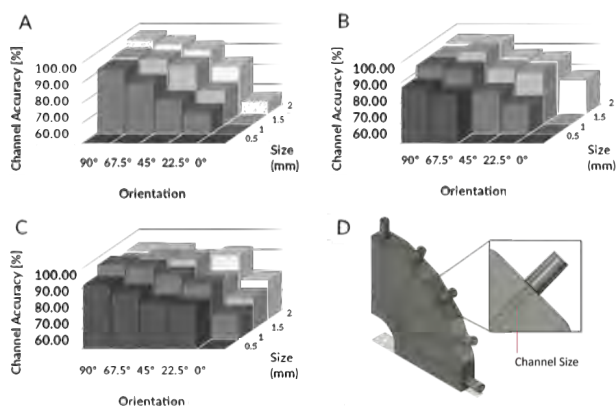 A
Channel Accuracy [%]
100.00
90.00
80.00
70.00
60.00
90° 67.5° 45° 22.5° 0°
0.5
1
1.5
2
Size
(mm)
Orientation
B
Channel Accuracy [%]
100.00
90.00
80.00
70.00
60.00
90° 67.5° 45° 22.5° 0°
0.5
1
1.5
2
Size
(mm)
Orientation
C
Channel Accuracy [%]
100.00
90.00
80.00
70.00
60.00
90° 67.5° 45° 22.5° 0°
0.5
1
1.5
2
Size
(mm)
Orientation
D
Channel Size